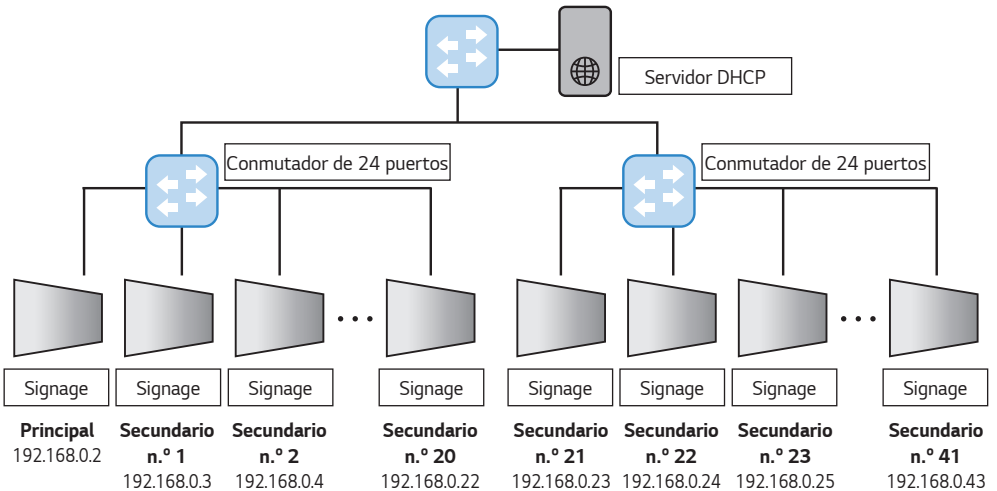 Servidor DHCP
Conmutador de 24 puertos
Conmutador de 24 puertos
Signage
Signage
Signage
Signage
Signage
Signage
Signage
Signage
Principal
192.168.0.2
Secundario
n.º 1
192.168.0.3
Secundario
n.º 2
192.168.0.4
Secundario
n.º 20
192.168.0.22
Secundario
n.º 21
192.168.0.23
Secundario
n.º 22
192.168.0.24
Secundario
n.º 23
192.168.0.25
Secundario
n.º 41
192.168.0.43